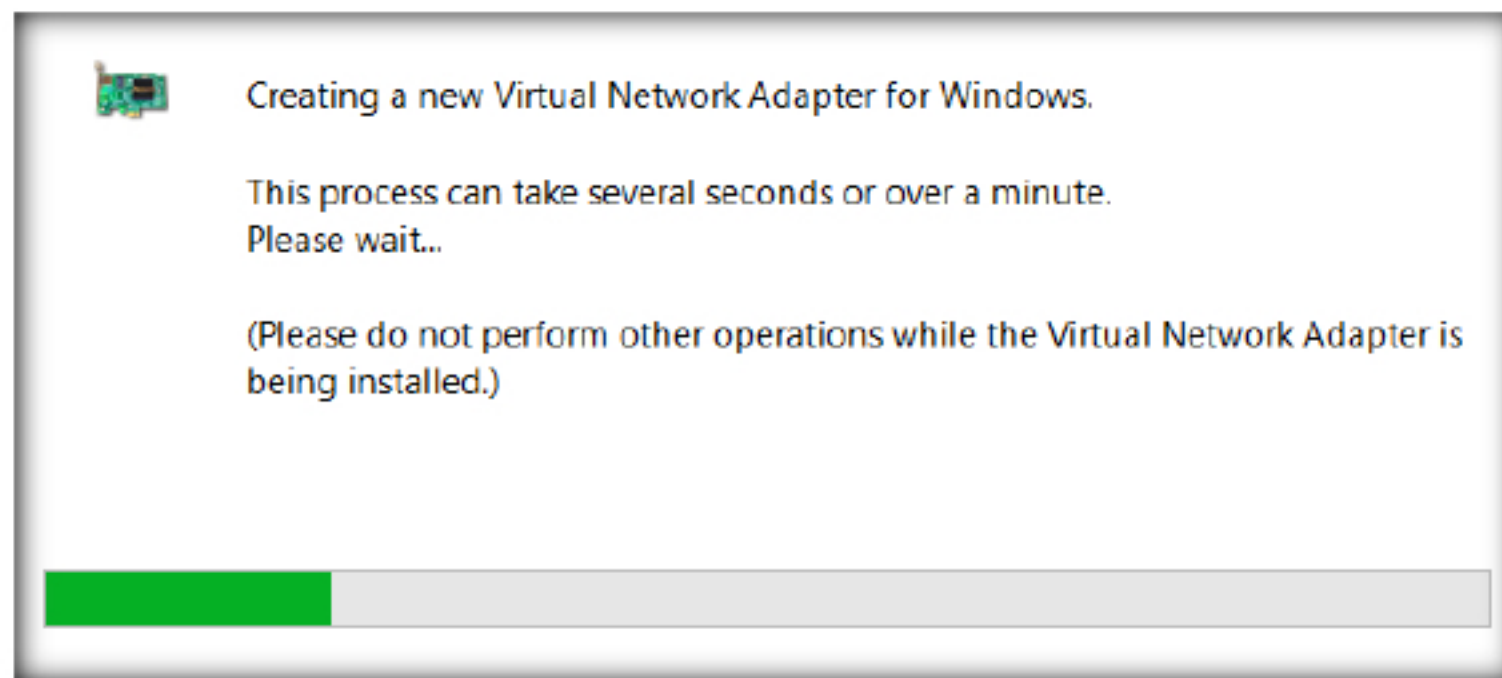 Creating a new Virtual Network Adapter for Windows.
This process can take several seconds or over a minute.
Please wait...
(Please do not perform other operations while the Virtual Network Adapter is
being installed.)